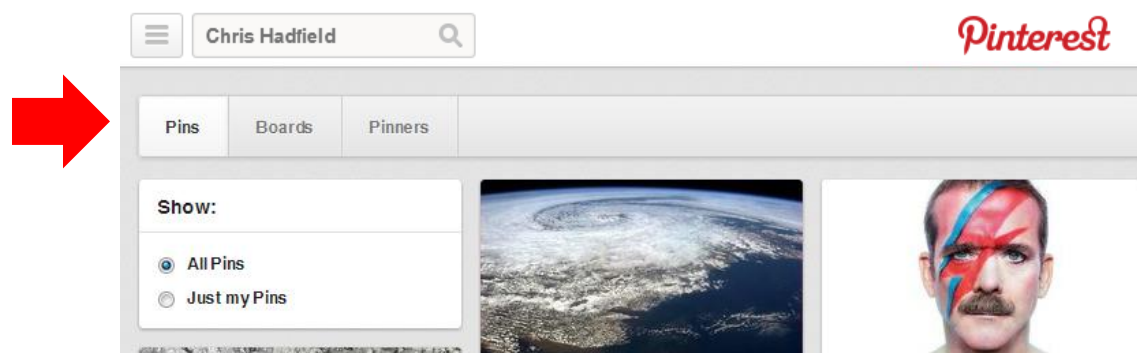 Chris Hadfield
Pinterest
Pins Boards Pinners
Show:
All Pins
Just my Pins